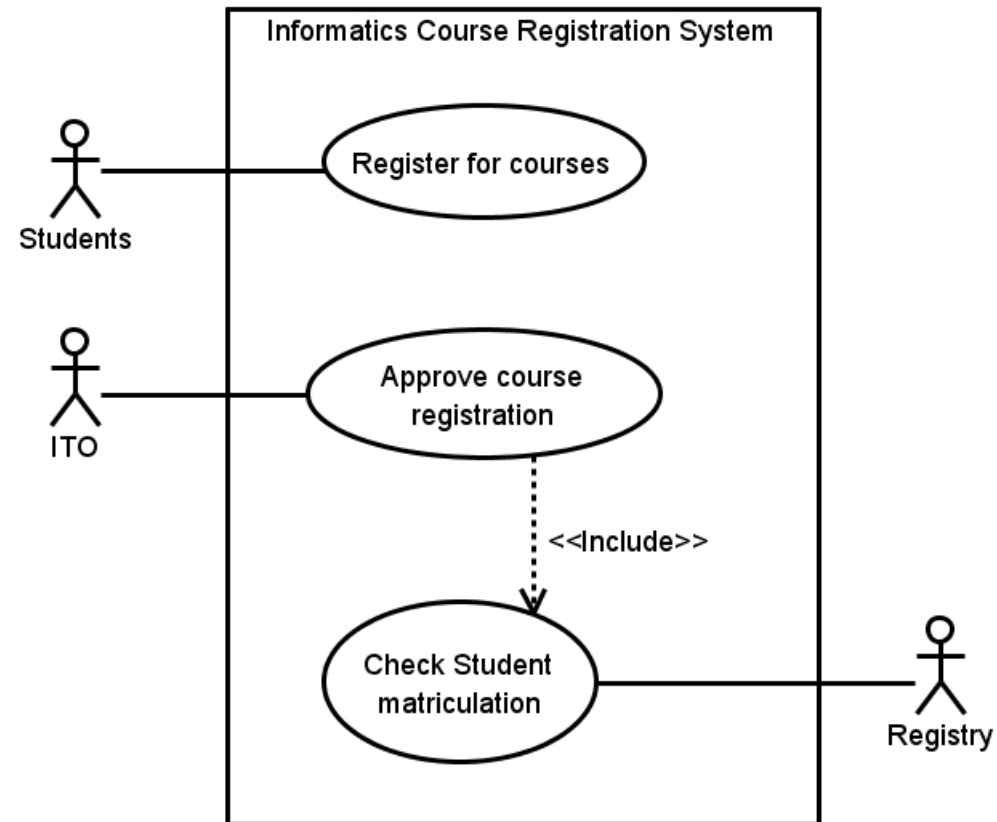 Informatics Course Registration System
Register for courses
Students
Approve course
registration
ITO
<<Include>>
Check Student
matriculation
Registry